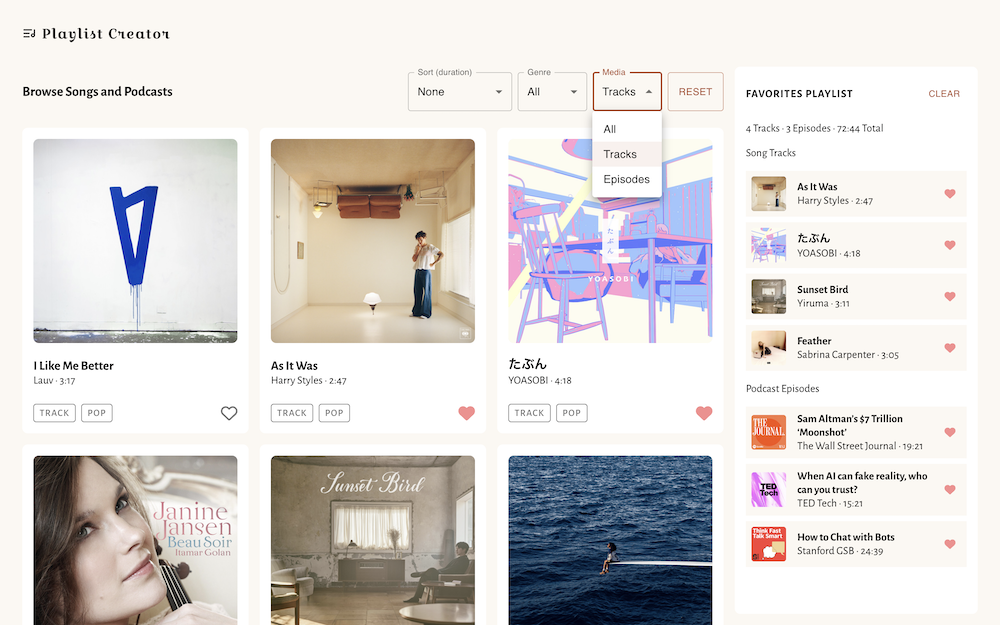 Playlist Creator
Browse Songs and Podcasts
Sort (duration)
None
Genre
All
Media
Tracks
RESET
All
Tracks
Episodes
たぶん
YOASOBI
I Like Me Better
Lauv · 3:17
TRACK
POP
As It Was
Harry Styles · 2:47
TRACK
POP
たぶん
YOASOBI · 4:18
TRACK
POP
Janine
Jansen
Beau Soir
Itamar Golan
Sunset Bird
FAVORITES PLAYLIST
CLEAR
4 Tracks · 3 Episodes · 72:44 Total
Song Tracks
As It Was
Harry Styles · 2:47
たぶん
YOASOBI · 4:18
Sunset Bird
Yiruma · 3:11
Feather
Sabrina Carpenter · 3:05
Podcast Episodes
THE
JOURNAL.
Sam Altman's $7 Trillion
‘Moonshot’
The Wall Street Journal · 19:21
TED
Tech
When AI can fake reality, who
can you trust?
TED Tech · 15:21
Think Fast
Talk Smart
How to Chat with Bots
Stanford GSB · 24:39